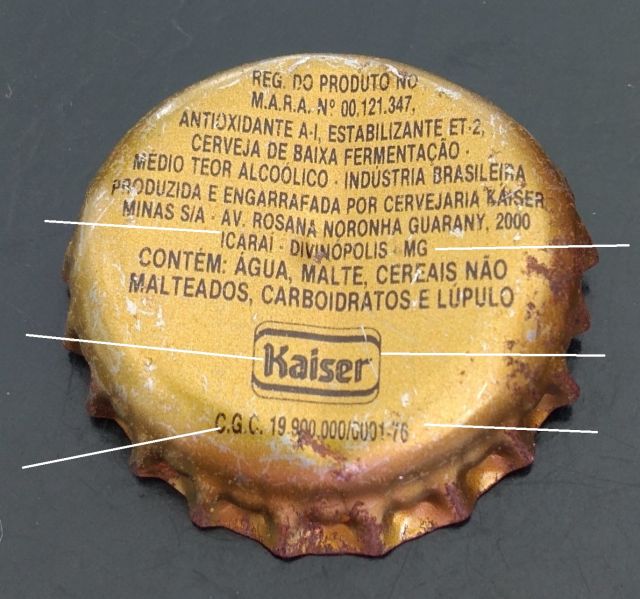 REG. DO PRODUTO NO
M.A.R.A. Nº 00.121.347,
ANTIOXIDANTE A-I, ESTABILIZANTE ET-2,
CERVEJA DE BAIXA FERMENTAÇÃO -
MEDIO TEOR ALCOÓLICO - INDÚSTRIA BRASILEIRA
PRODUZIDA E ENGARRAFADA POR CERVEJARIA KAISER
MINAS S/A - AV. ROSANA NORONHA GUARANY, 2000
ICARAI - DIVINÓPOLIS - MG
CONTÉM: ÁGUA, MALTE, CEREAIS NÃO
MALTEADOS, CARBOIDRATOS E LÚPULO
Kaiser
C.G.C. 19.900.000/0001-76